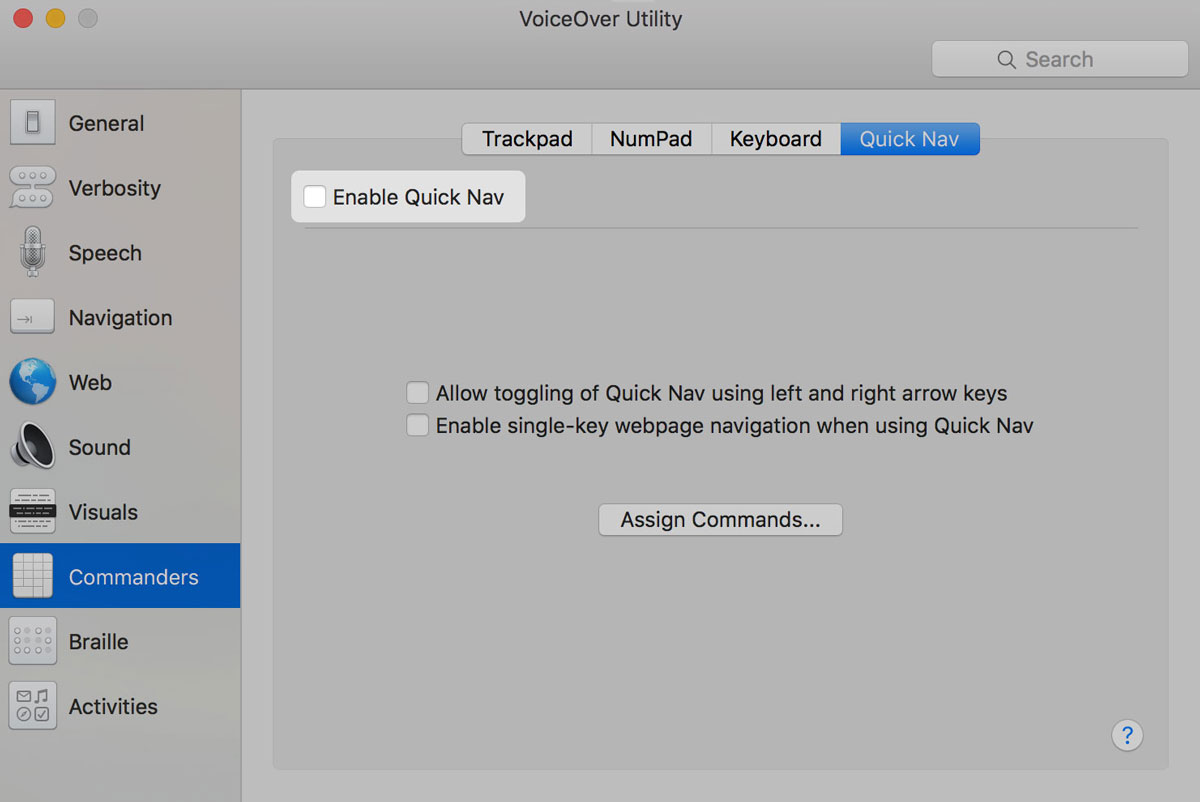 VoiceOver Utility
Search
General
Verbosity
Speech
Navigation
Web
Sound
Visuals
Commanders
Braille
Activities
Trackpad NumPad Keyboard Quick Nav
Enable Quick Nav
Allow toggling of Quick Nav using left and right arrow keys
Enable single-key webpage navigation when using Quick Nav
Assign Commands...
?